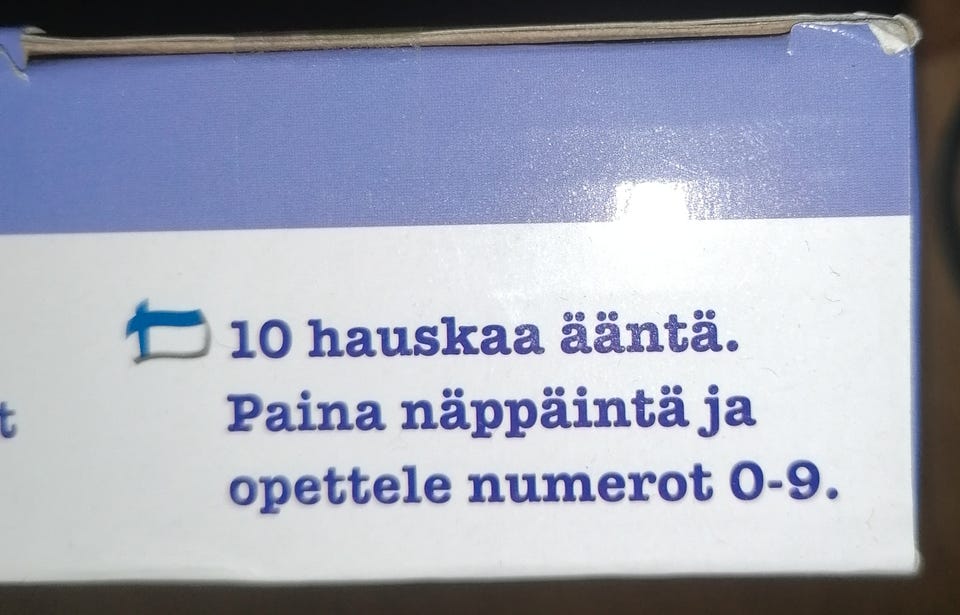 10 hauskaa ääntä.
Paina näppäintä ja
opettele numerot 0-9.